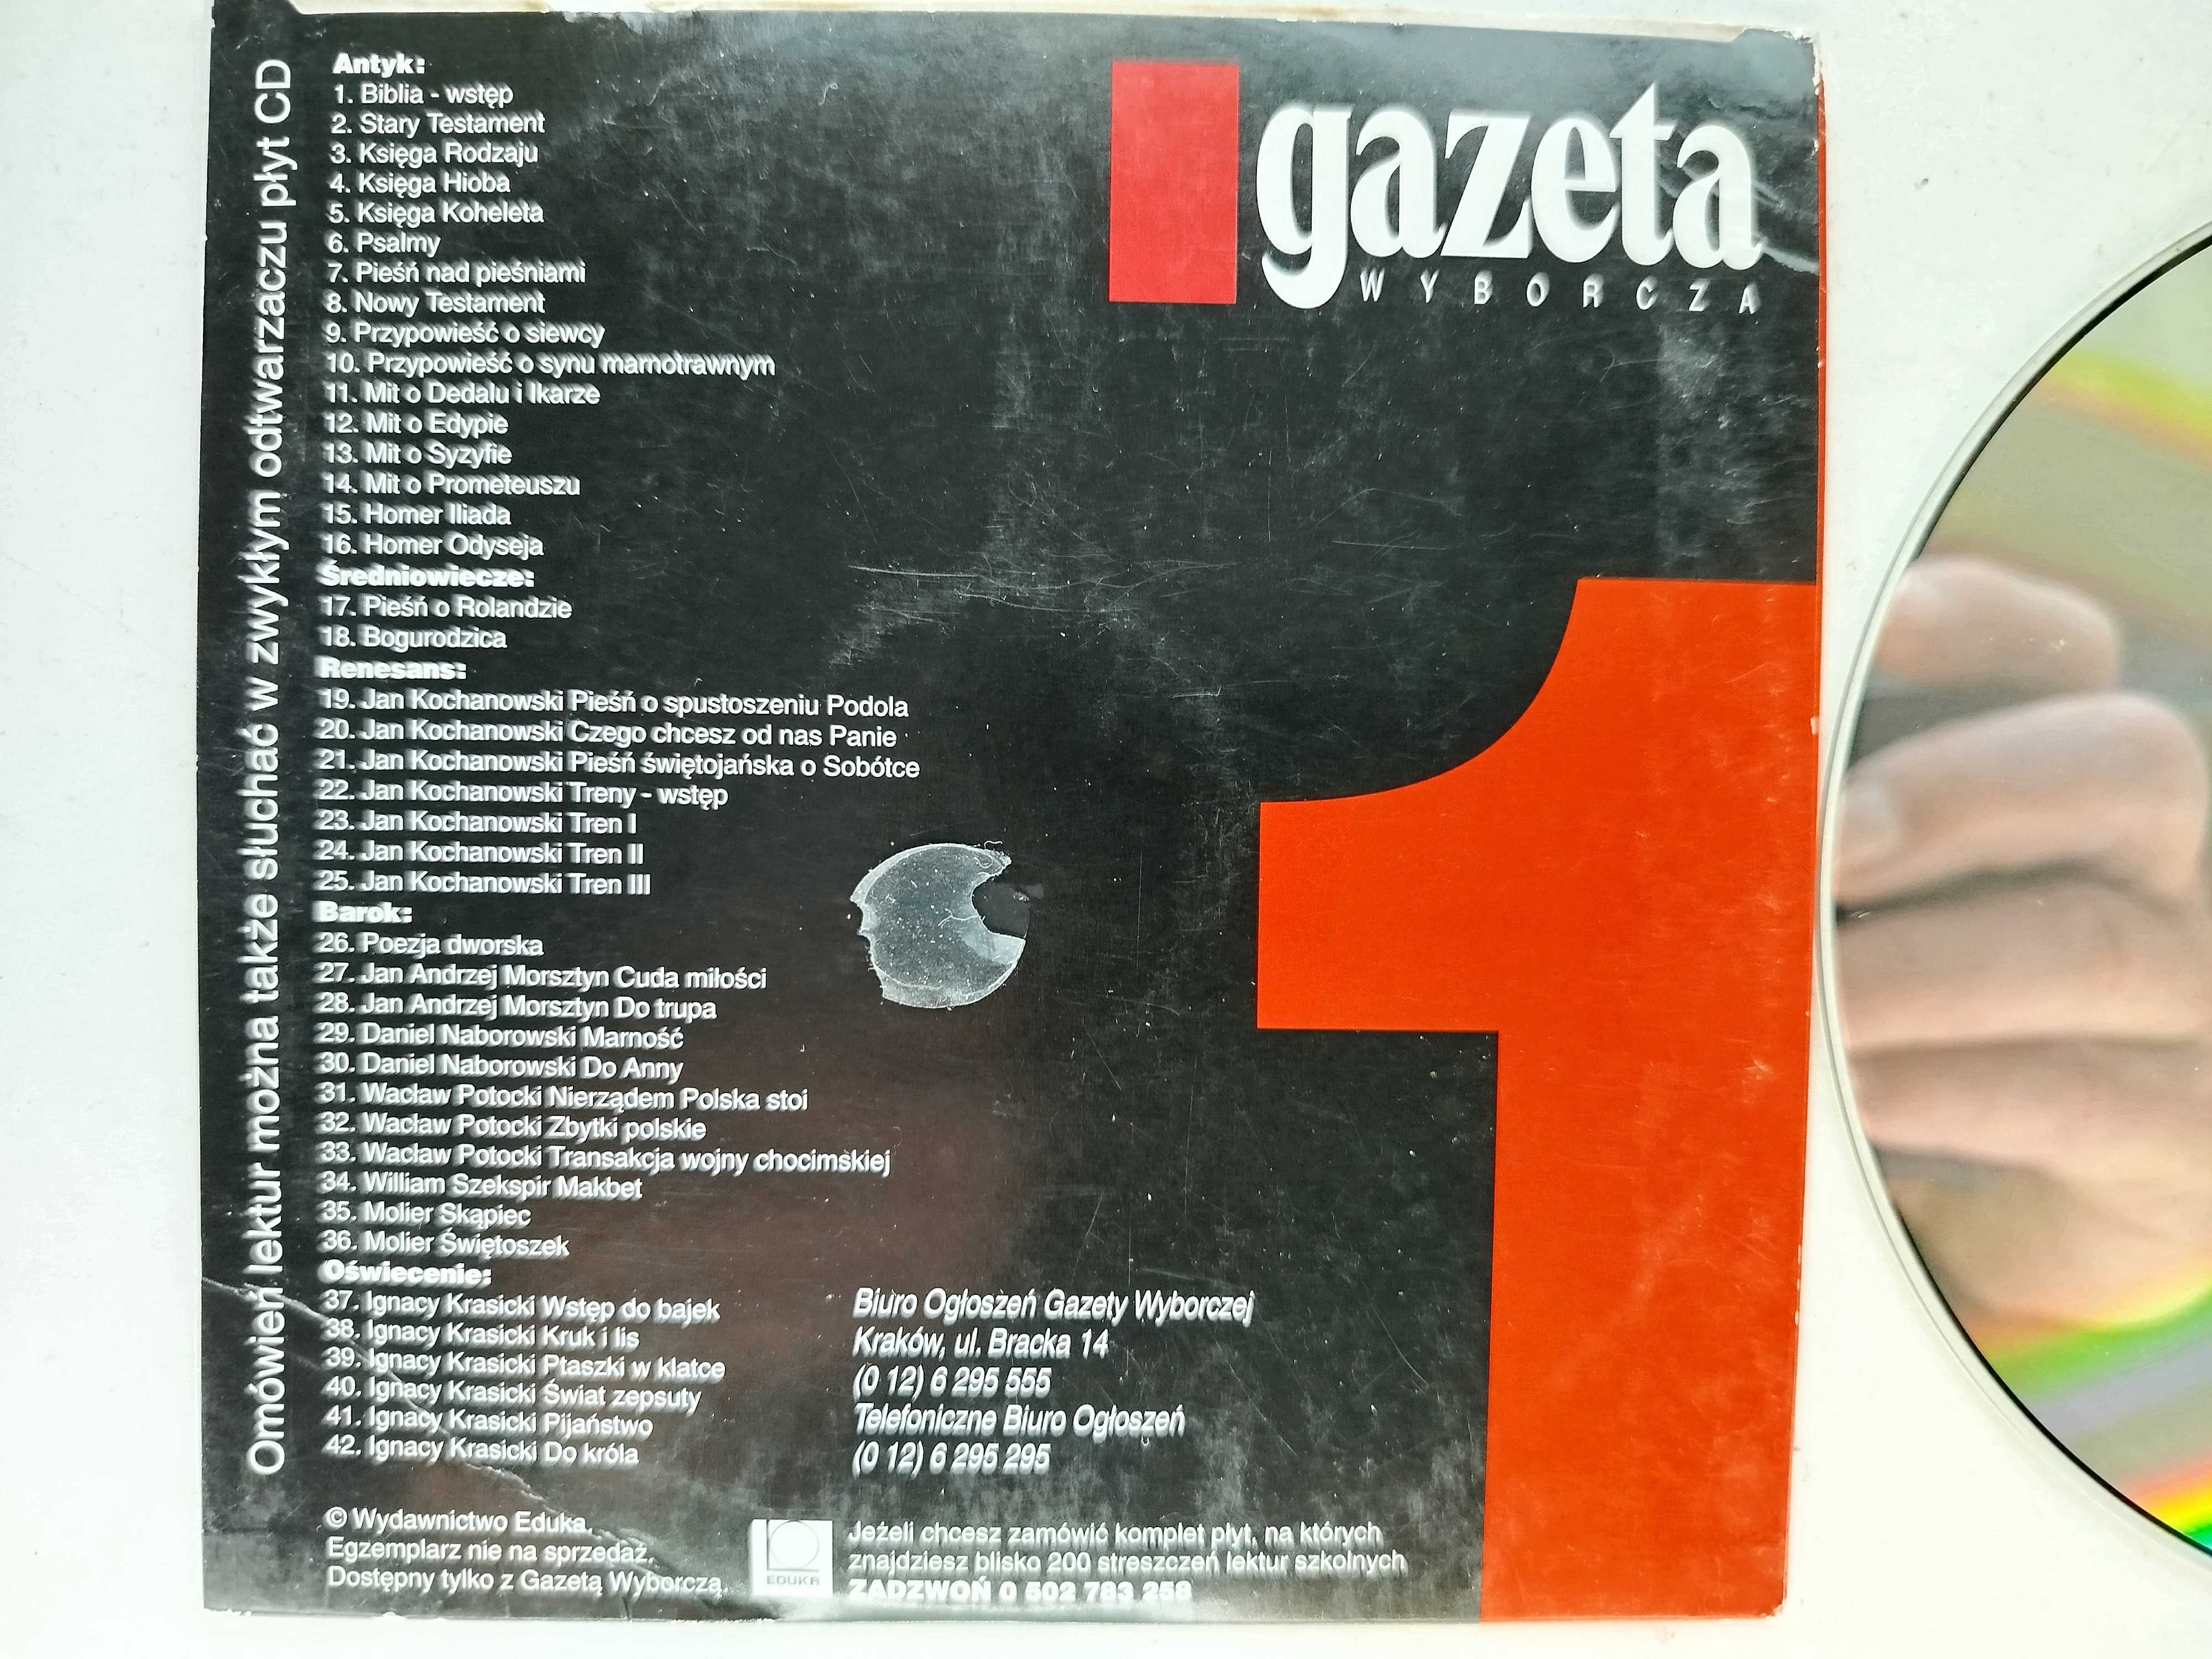 Omówień lektur można także słuchać w zwykłym odtwarzaczu płyt CD
Antyk:
1. Biblia - wstęp
2. Stary Testament
3. Księga Rodzaju
4. Księga Hioba
5. Księga Koheleta
6. Psalmy
7. Pieśń nad pieśniami
8. Nowy Testament
9. Przypowieść o siewcy
10. Przypowieść o synu marnotrawnym
11. Mit o Dedalu i Ikarze
12. Mit o Edypie
13. Mit o Syzyfie
14. Mit o Prometeuszu
15. Homer Iliada
16. Homer Odyseja
Średniowiecze:
17. Pieśń o Rolandzie
18. Bogurodzica
Renesans:
19. Jan Kochanowski Pieśń o spustoszeniu Podola
20. Jan Kochanowski Czego chcesz od nas Panie
21. Jan Kochanowski Pieśń świętojańska o Sobótce
22. Jan Kochanowski Treny - wstęp
23. Jan Kochanowski Tren I
24. Jan Kochanowski Tren II
25. Jan Kochanowski Tren III
Barok:
26. Poezja dworska
27. Jan Andrzej Morsztyn Cuda miłości
28. Jan Andrzej Morsztyn Do trupa
29. Daniel Naborowski Marność
30. Daniel Naborowski Do Anny
31. Wacław Potocki Nierządem Polska stoi
32. Wacław Potocki Zbytki polskie
33. Wacław Potocki Transakcja wojny chocimskiej
34. William Szekspir Makbet
35. Molier Skąpiec
36. Molier Świętoszek
Oświecenie:
37. Ignacy Krasicki Wstęp do bajek
38. Ignacy Krasicki Kruk i lis
39. Ignacy Krasicki Ptaszki w klatce
40. Ignacy Krasicki Świat zepsuty
41. Ignacy Krasicki Pijaństwo
42. Ignacy Krasicki Do króla
© Wydawnictwo Eduka.
Egzemplarz nie na sprzedaż.
Dostępny tylko z Gazetą Wyborczą.
gazeta
WYBORCZA
1
Biuro Ogłoszeń Gazety Wyborczej
Kraków, ul. Bracka 14
(0 12) 6 295 555
Telefoniczne Biuro Ogłoszeń
(0 12) 6 295 295
EDUKA
Jeżeli chcesz zamówić komplet płyt, na których
znajdziesz blisko 200 streszczeń lektur szkolnych
ZADZWOŃ 0 502 783 258